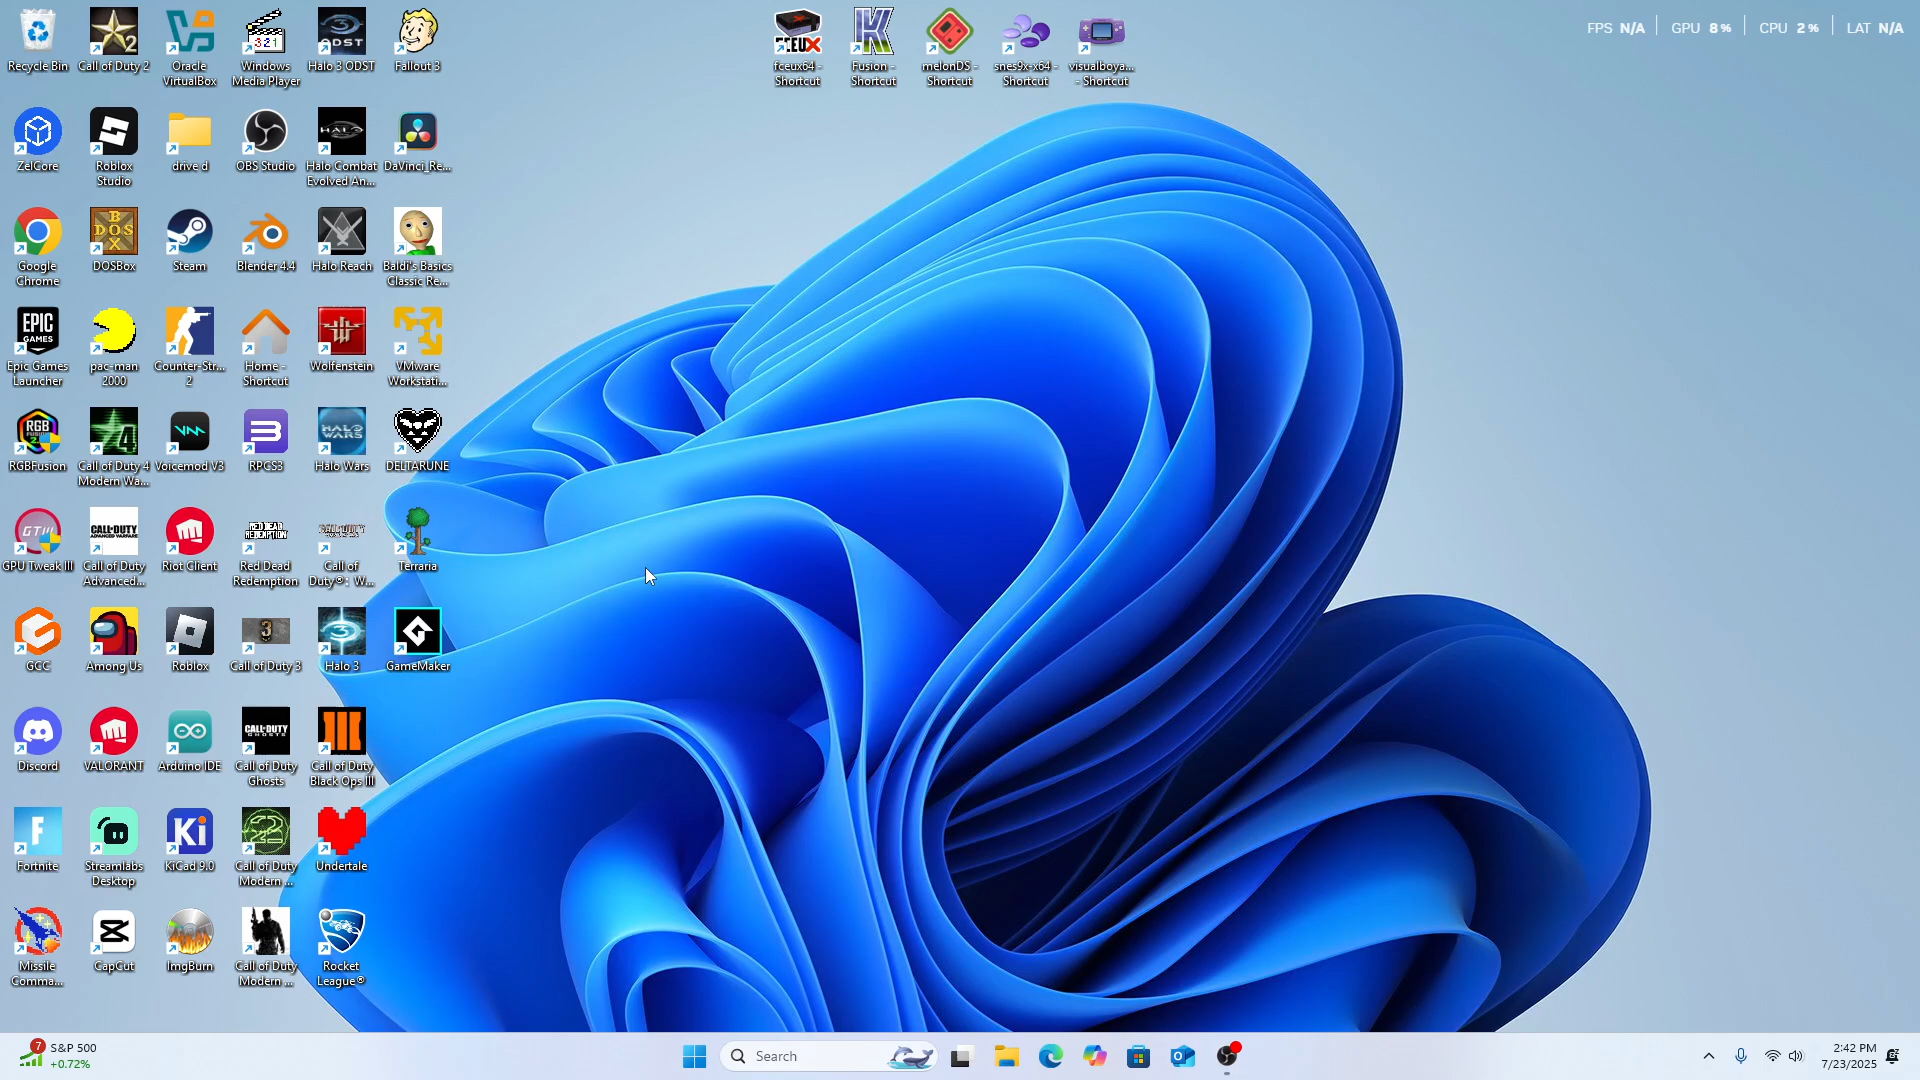 FPS N/A GPU 8% CPU 2% LAT N/A
Recycle Bin
Call of Duty 2
Oracle
VirtualBox
Windows
Media Player
Halo 3 ODST
Fallout 3
fceux64 -
Shortcut
Fusion -
Shortcut
melonDS -
Shortcut
snes9x-x64 -
Shortcut
visualboya...
- Shortcut
ZelCore
Roblox
Studio
drive d
OBS Studio
Halo Combat
Evolved An...
DaVinci_Re...
Google
Chrome
DOSBox
Steam
Blender 4.4
Halo Reach
Baldi's Basics
Classic Re...
Epic Games
Launcher
pac-man
2000
Counter-Str...
2
Home -
Shortcut
Wolfenstein
VMware
Workstati...
RGBFusion
Call of Duty 4
Modern Wa...
Voicemod V3
RPCS3
Halo Wars
DELTARUNE
GPU Tweak III
Call of Duty
Advanced...
Riot Client
Red Dead
Redemption
Call of
Duty®: W...
Terraria
GCC
Among Us
Roblox
Call of Duty 3
Halo 3
GameMaker
Discord
VALORANT
Arduino IDE
Call of Duty
Ghosts
Call of Duty
Black Ops III
Fortnite
Streamlabs
Desktop
KiCad 9.0
Call of Duty
Modern ...
Undertale
Missile
Comma...
CapCut
ImgBurn
Call of Duty
Modern ...
Rocket
League®
7
S&P 500
+0.72%
Search
2:42 PM
7/23/2025